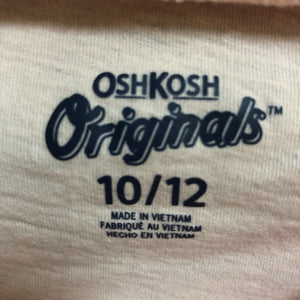 OSHKOSH
Originals™
10/12
MADE IN VIETNAM
FABRIQUÉ AU VIETNAM
HECHO EN VIETNAM